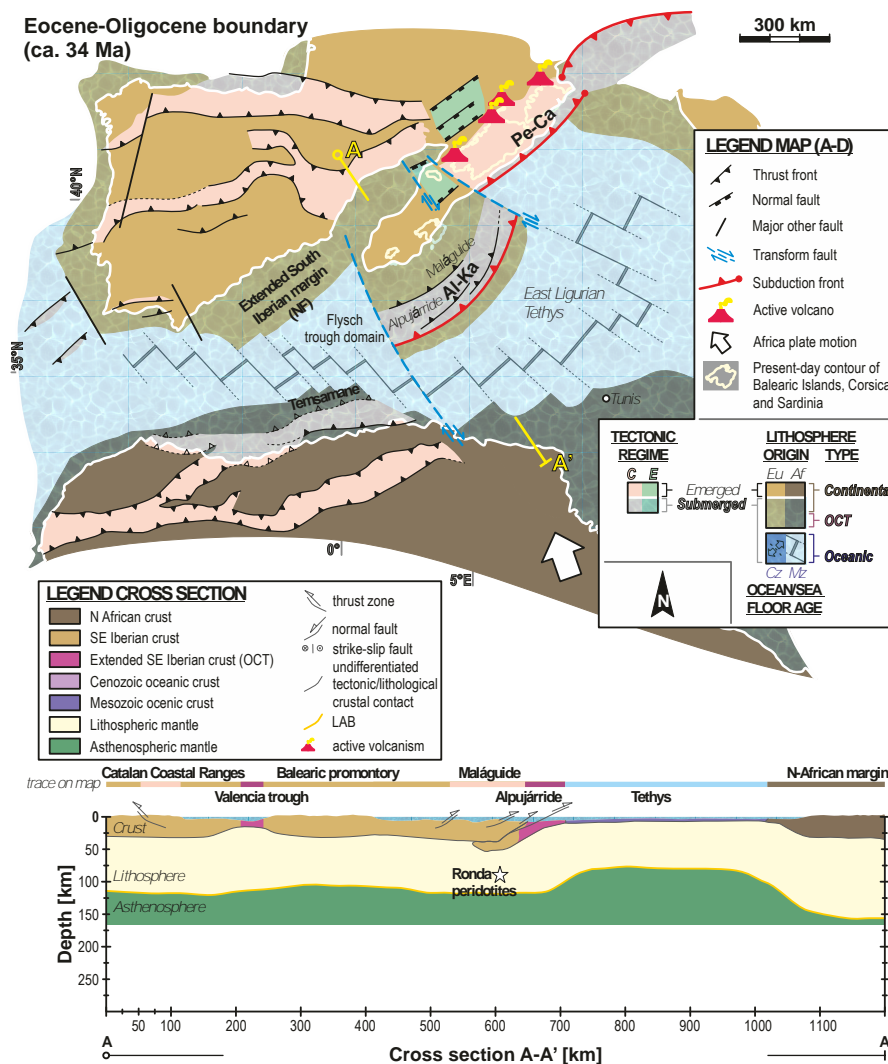 Eocene-Oligocene boundary
(ca. 34 Ma)
300 km
40°N
35°N
0°
5°E
A
A'
Pe-Ca
Maláguide
Al-Ka
Alpujárride
Extended South
Iberian margin
(NF)
Flysch
trough domain
East Ligurian
Tethys
Temsamane
Tunis
LEGEND MAP (A-D)
Thrust front
Normal fault
Major other fault
Transform fault
Subduction front
Active volcano
Africa plate motion
Present-day contour of
Balearic Islands, Corsica
and Sardinia
TECTONIC
REGIME
C E
Emerged
Submerged
LITHOSPHERE
ORIGIN TYPE
Eu Af
Continental
OCT
Oceanic
Cz Mz
OCEAN/SEA
FLOOR AGE
N
LEGEND CROSS SECTION
N African crust
SE Iberian crust
Extended SE Iberian crust (OCT)
Cenozoic oceanic crust
Mesozoic ocenic crust
Lithospheric mantle
Asthenospheric mantle
thrust zone
normal fault
strike-slip fault
undifferentiated
tectonic/lithological
crustal contact
LAB
active volcanism
trace on map
Catalan Coastal Ranges
Balearic promontory
Maláguide
N-African margin
Valencia trough
Alpujárride
Tethys
Crust
Lithosphere
Asthenosphere
Ronda
peridotites
Depth [km]
0
50
100
150
200
250
50 100 200 300 400 500 600 700 800 900 1000 1100
A
A'
Cross section A-A' [km]